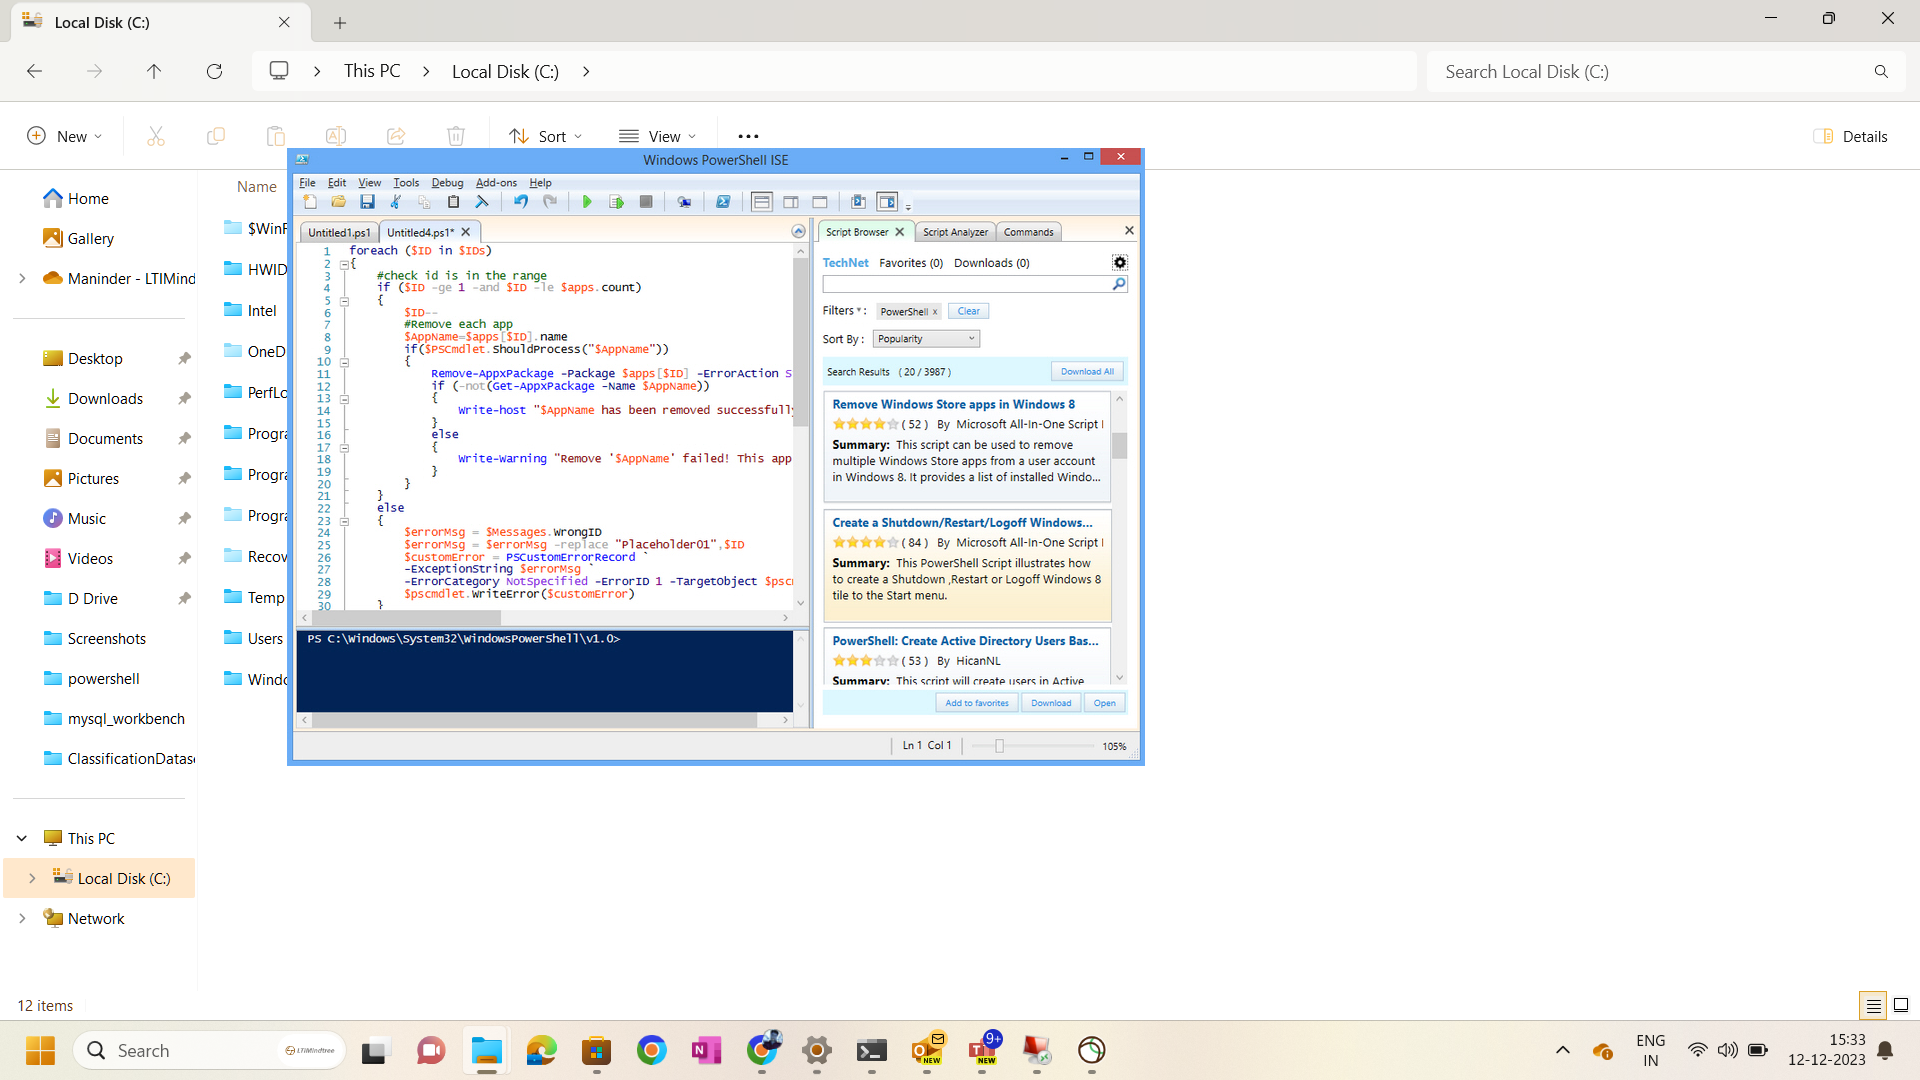 Local Disk (C:)
This PC
Local Disk (C:)
Search Local Disk (C:)
New
Sort
View
Details
Home
Gallery
Maninder - LTIMind
Desktop
Downloads
Documents
Pictures
Music
Videos
D Drive
Screenshots
powershell
mysql_workbench
ClassificationDatas
This PC
Local Disk (C:)
Network
12 items
Name
$WinF
HWID
Intel
OneD
PerfLo
Progra
Progra
Progra
Recov
Temp
Users
Windo
Windows PowerShell ISE
File Edit View Tools Debug Add-ons Help
Untitled1.ps1 Untitled4.ps1*
1 foreach ($ID in $IDs)
2 {
3 #check id is in the range
4 if ($ID -ge 1 -and $ID -le $apps.count)
5 {
6 $ID--
7 #Remove each app
8 $AppName=$apps[$ID].name
9 if($PSCmdlet.ShouldProcess("$AppName"))
10 {
11 Remove-AppxPackage -Package $apps[$ID] -ErrorAction S
12 if (-not(Get-AppxPackage -Name $AppName))
13 {
14 Write-host "$AppName has been removed successfull
15 }
16 else
17 {
18 Write-Warning "Remove '$AppName' failed! This app
19 }
20 }
21 }
22 else
23 {
24 $errorMsg = $Messages.WrongID
25 $errorMsg = $errorMsg -replace "Placeholder01",$ID
26 $customError = PSCustomErrorRecord `
27 -ExceptionString $errorMsg `
28 -ErrorCategory NotSpecified -ErrorID 1 -TargetObject $psc
29 $pscmdlet.WriteError($customError)
30 }
PS C:\Windows\System32\WindowsPowerShell\v1.0>
Script Browser Script Analyzer Commands
TechNet Favorites (0) Downloads (0)
Filters : PowerShell x Clear
Sort By : Popularity
Search Results ( 20 / 3987 ) Download All
Remove Windows Store apps in Windows 8
( 52 ) By Microsoft All-In-One Script
Summary: This script can be used to remove
multiple Windows Store apps from a user account
in Windows 8. It provides a list of installed Windo...
Create a Shutdown/Restart/Logoff Windows...
( 84 ) By Microsoft All-In-One Script
Summary: This PowerShell Script illustrates how
to create a Shutdown ,Restart or Logoff Windows 8
tile to the Start menu.
PowerShell: Create Active Directory Users Bas...
( 53 ) By HicanNL
Summary: This script will create users in Active
Add to favorites Download Open
Ln 1 Col 1 105%
Search
LTIMindtree
NEW
9+
NEW
ENG
IN
15:33
12-12-2023